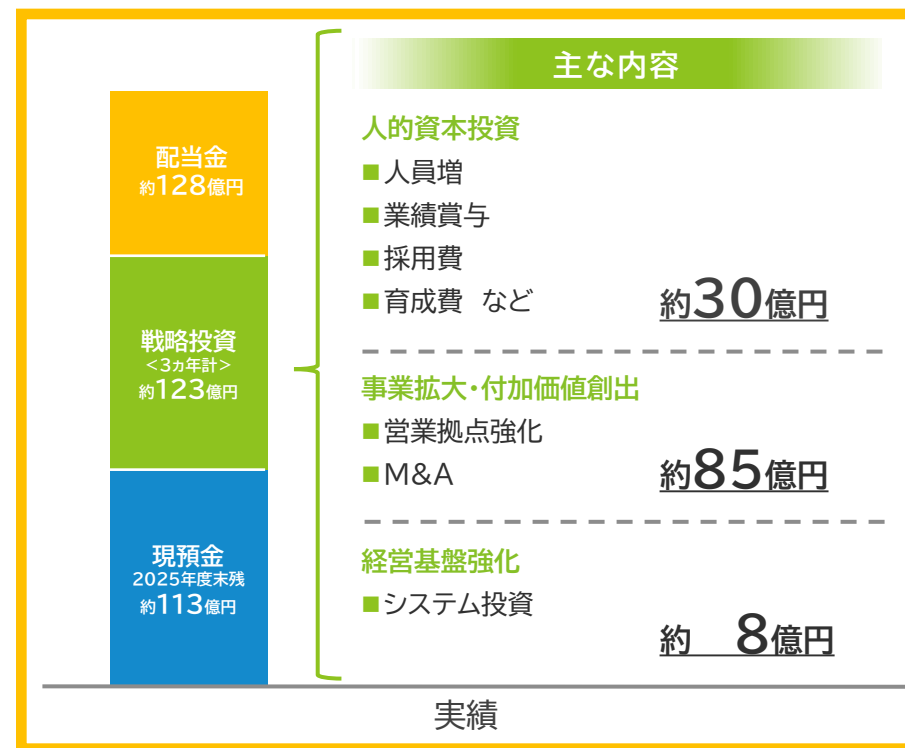 主な内容
配当金
約128億円
戦略投資
<3ヵ年計>
約123億円
現預金
2025年度末残
約113億円
人的資本投資
■人員増
■業績賞与
■採用費
■育成費 など 約30億円
事業拡大・付加価値創出
■営業拠点強化
■M&A 約85億円
経営基盤強化
■システム投資
約 8億円
実績